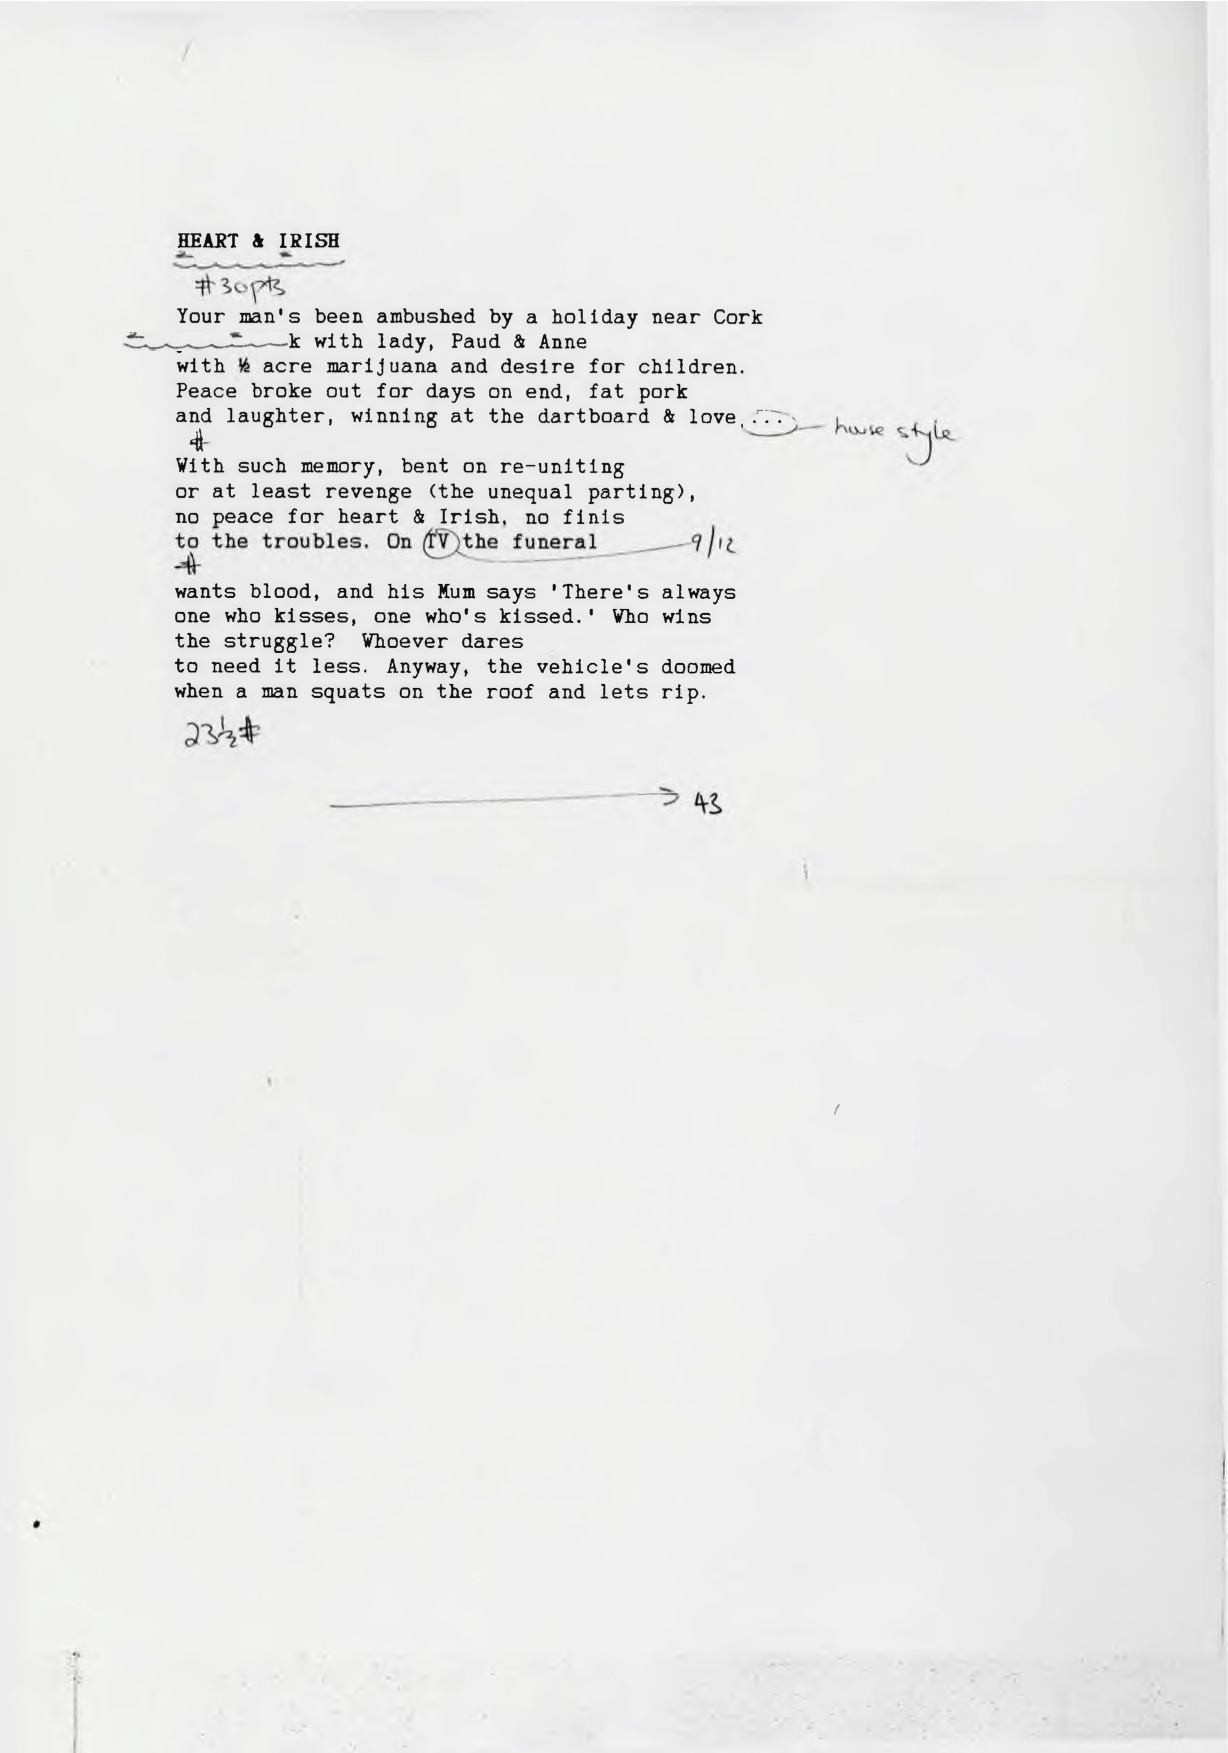 HEART & IRISH
# 30pts
Your man's been ambushed by a holiday near Cork
k with lady, Paud & Anne
with ½ acre marijuana and desire for children.
Peace broke out for days on end, fat pork
and laughter, winning at the dartboard & love, ... house style
#
With such memory, bent on re-uniting
or at least revenge (the unequal parting),
no peace for heart & Irish, no finis
to the troubles. On TV the funeral 9/12
#
wants blood, and his Mum says 'There's always
one who kisses, one who's kissed.' Who wins
the struggle? Whoever dares
to need it less. Anyway, the vehicle's doomed
when a man squats on the roof and lets rip.
23½ #
→ 43